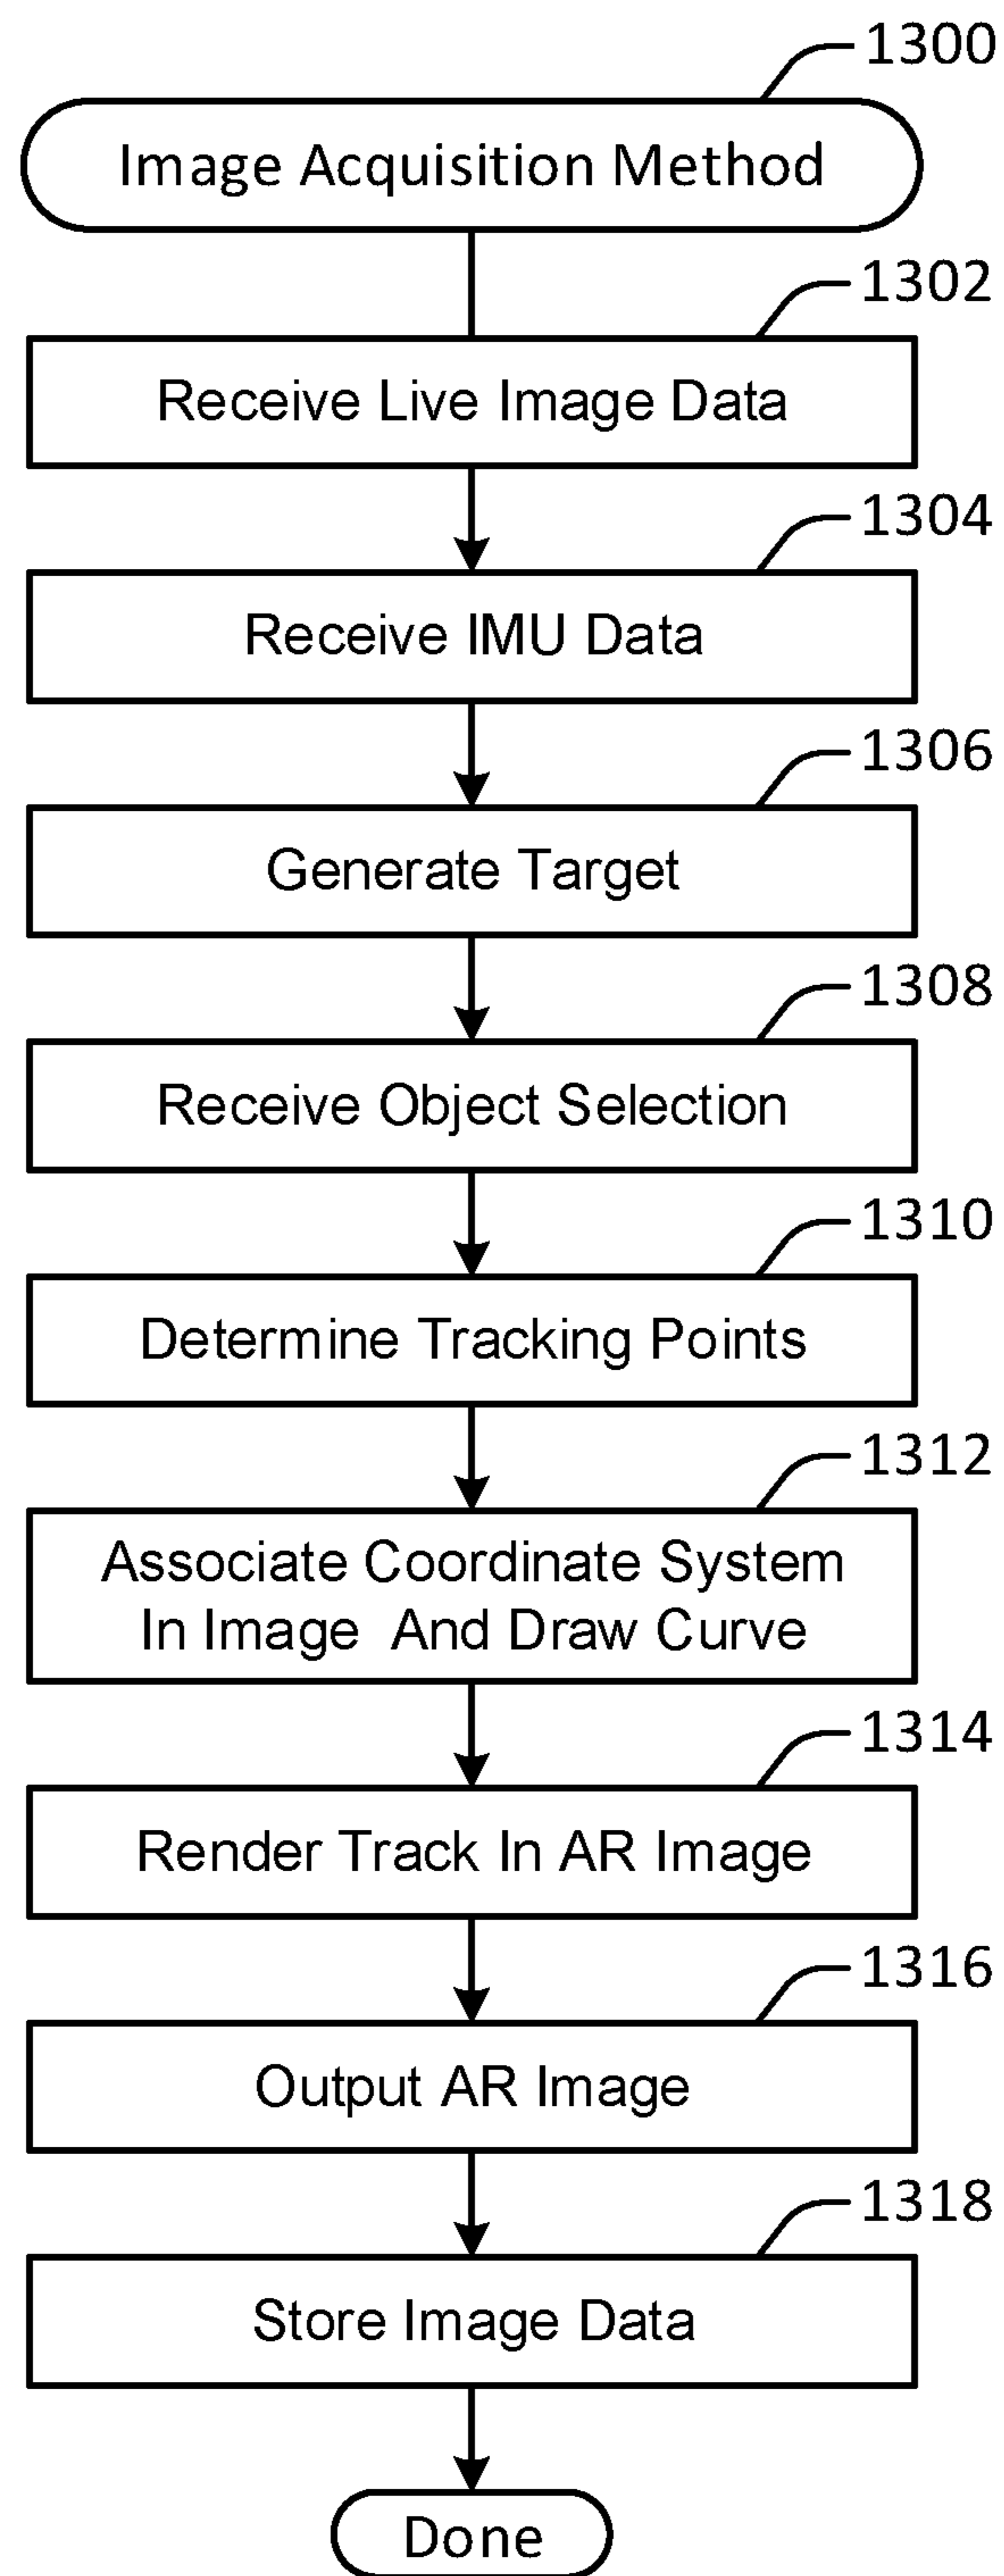 1300
Image Acquisition Method
1302
Receive Live Image Data
1304
Receive IMU Data
1306
Generate Target
1308
Receive Object Selection
1310
Determine Tracking Points
1312
Associate Coordinate System
In Image And Draw Curve
1314
Render Track In AR Image
1316
Output AR Image
1318
Store Image Data
Done